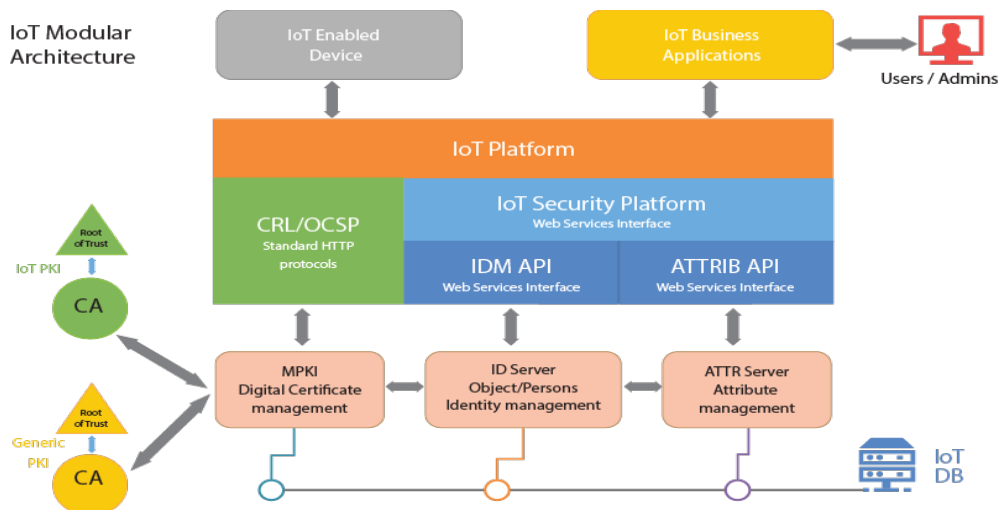 IoT Modular
Architecture
IoT Enabled
Device
IoT Business
Applications
Users / Admins
IoT Platform
CRL/OCSP
Standard HTTP
protocols
IoT Security Platform
Web Services Interface
IDM API
Web Services Interface
ATTRIB API
Web Services Interface
Root
of Trust
IoT PKI
CA
MPKI
Digital Certificate
management
ID Server
Object/Persons
Identity management
ATTR Server
Attribute
management
Root
of Trust
Generic
PKI
CA
IoT
DB